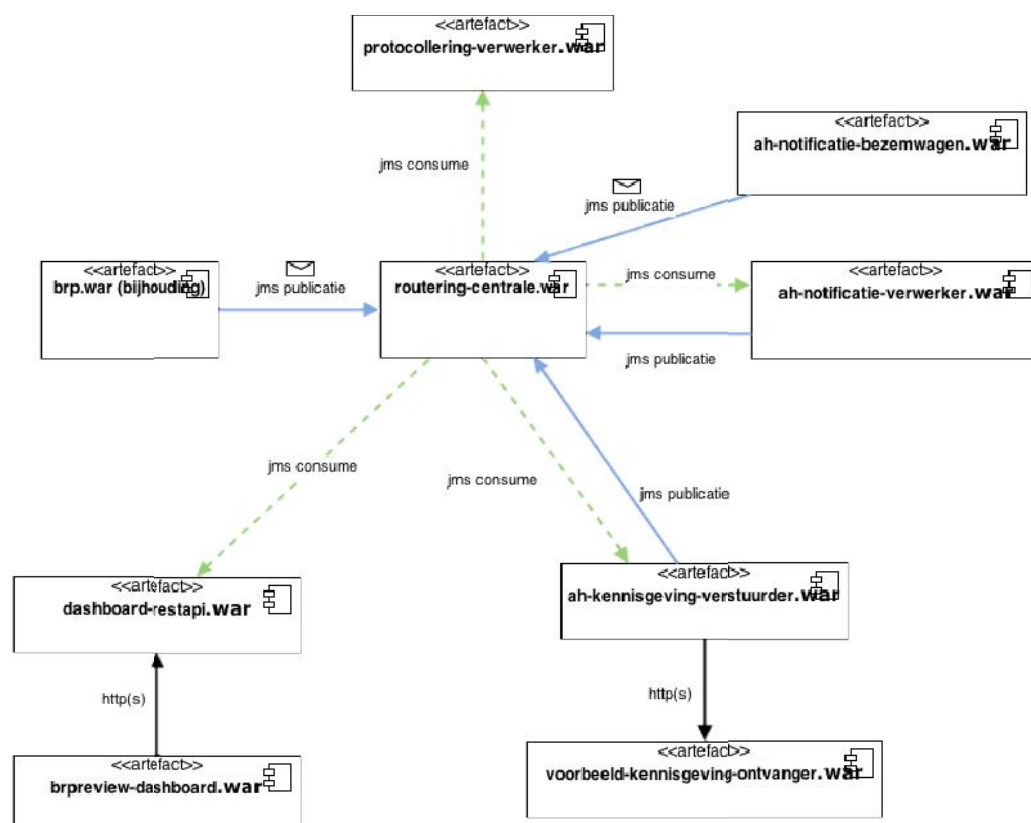 <<artefact>>
protocollering-verwerker.war
<<artefact>>
ah-notificatie-bezemwagen.war
jms consume
jms publicatie
<<artefact>>
brp.war (bijhouding)
jms publicatie
<<artefact>>
routering-centrale.war
jms consume
<<artefact>>
ah-notificatie-verwerker.war
jms publicatie
jms consume
jms consume
jms publicatie
<<artefact>>
dashboard-restapi.war
<<artefact>>
ah-kennisgeving-verstuurder.war
http(s)
http(s)
<<artefact>>
brpreview-dashboard.war
<<artefact>>
voorbeeld-kennisgeving-ontvanger.war